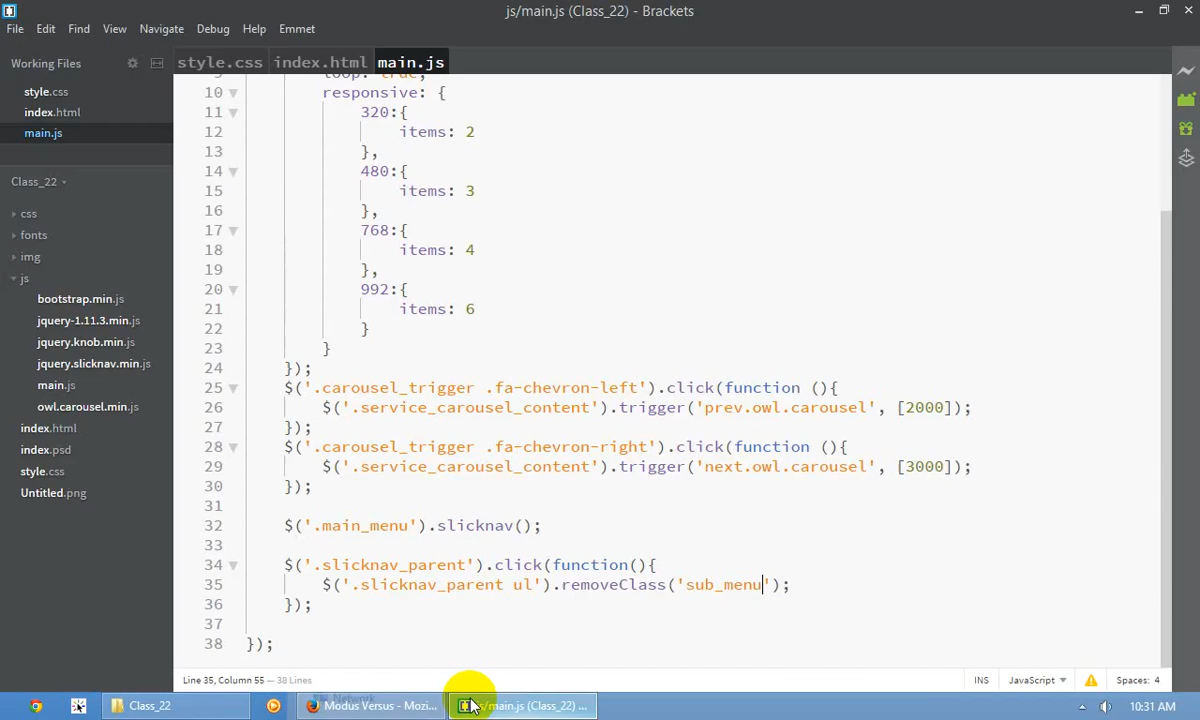 js/main.js (Class_22) - Brackets
File Edit Find View Navigate Debug Help Emmet
Working Files
style.css index.html main.js
style.css
index.html
main.js
Class_22
css
fonts
img
js
bootstrap.min.js
jquery-1.11.3.min.js
jquery.knob.min.js
jquery.slicknav.min.js
main.js
owl.carousel.min.js
index.html
index.psd
style.css
Untitled.png
9 loop: true,
10 responsive: {
11 320:{
12 items: 2
13 },
14 480:{
15 items: 3
16 },
17 768:{
18 items: 4
19 },
20 992:{
21 items: 6
22 }
23 }
24 });
25 $('.carousel_trigger .fa-chevron-left').click(function (){
26 $('.service_carousel_content').trigger('prev.owl.carousel', [2000]);
27 });
28 $('.carousel_trigger .fa-chevron-right').click(function (){
29 $('.service_carousel_content').trigger('next.owl.carousel', [3000]);
30 });
31
32 $('.main_menu').slicknav();
33
34 $('.slicknav_parent').click(function(){
35 $('.slicknav_parent ul').removeClass('sub_menu');
36 });
37
38 });
Line 35, Column 55 — 38 Lines
INS JavaScript Spaces: 4
Network
Class_22
Modus Versus - Mozi...
js/main.js (Class_22) ...
10:31 AM